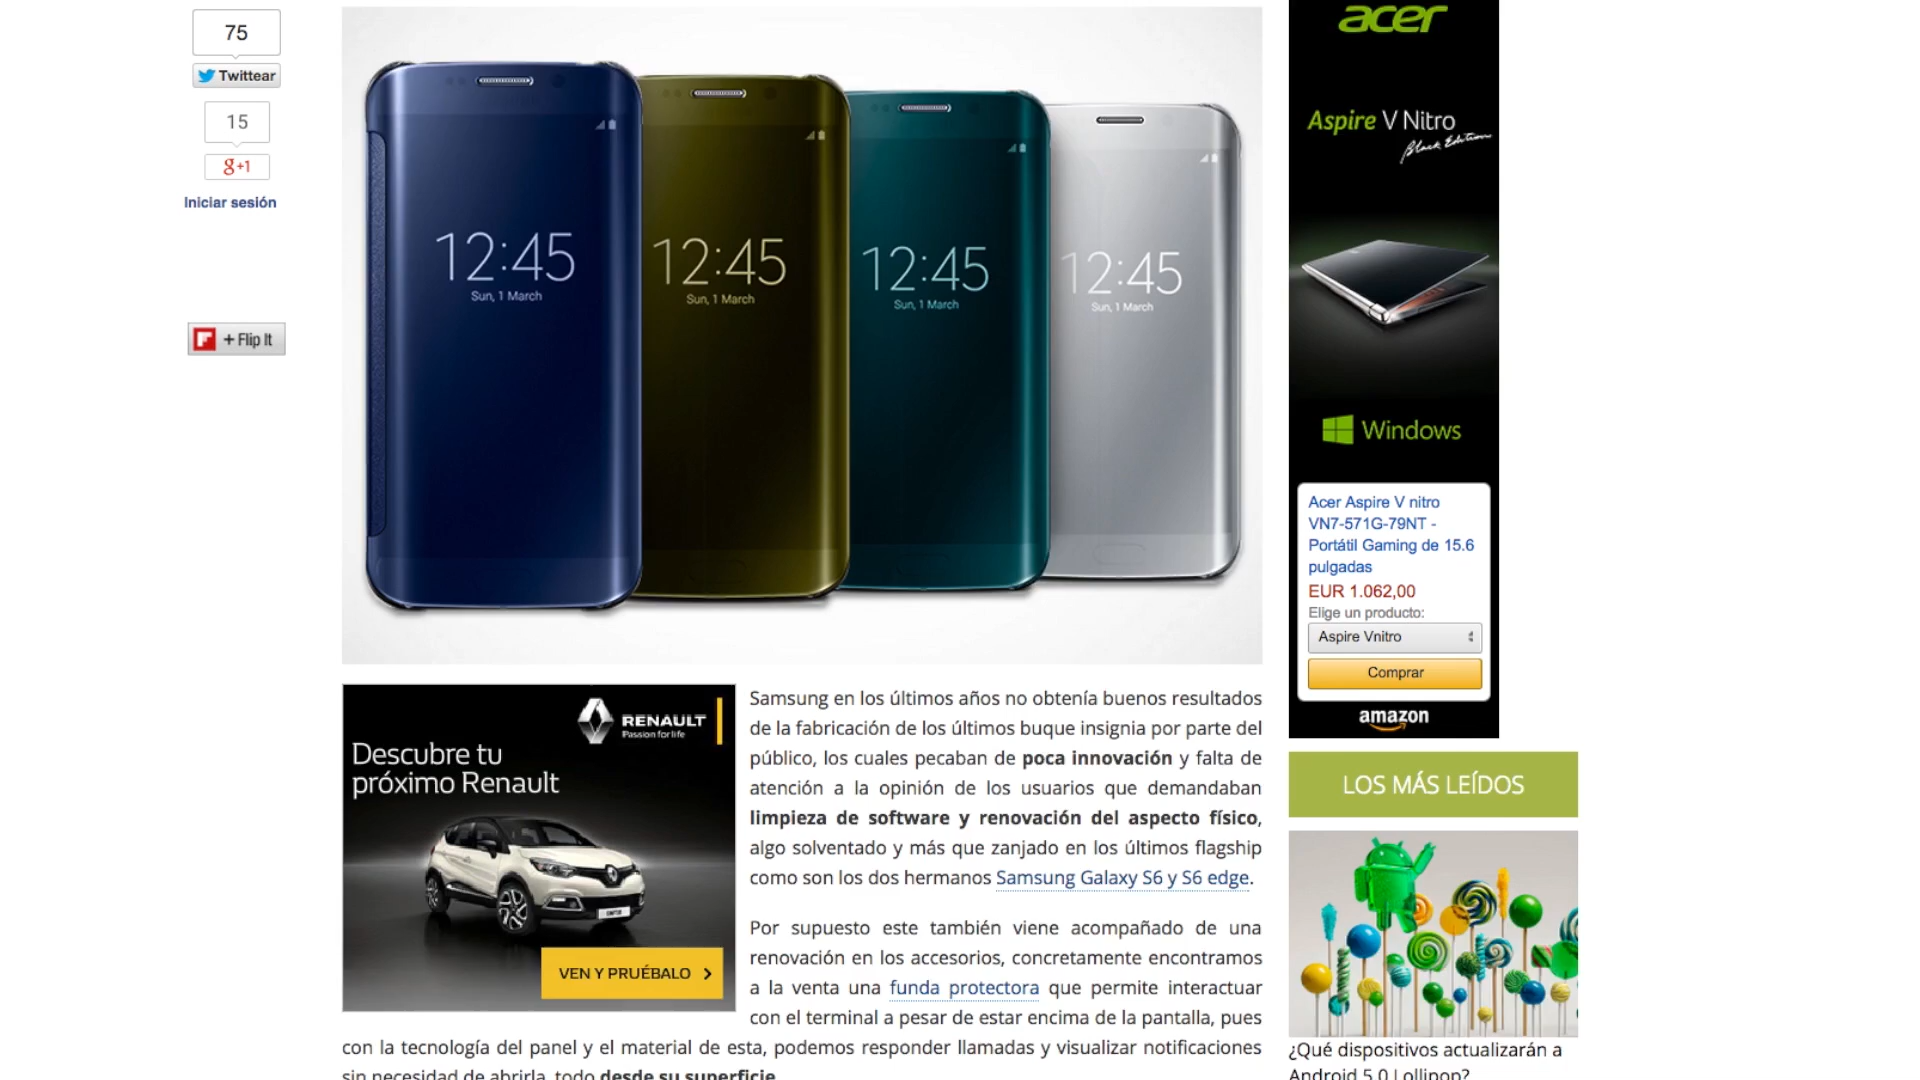 75
Twittear
15
g+1
Iniciar sesión
+ Flip It
12:45
Sun, 1 March
12:45
Sun, 1 March
12:45
Sun, 1 March
12:45
Sun, 1 March
RENAULT
Passion for life
Descubre tu
próximo Renault
VEN Y PRUÉBALO
Samsung en los últimos años no obtenía buenos resultados
de la fabricación de los últimos buque insignia por parte del
público, los cuales pecaban de poca innovación y falta de
atención a la opinión de los usuarios que demandaban
limpieza de software y renovación del aspecto físico,
algo solventado y más que zanjado en los últimos flagship
como son los dos hermanos Samsung Galaxy S6 y S6 edge.
Por supuesto este también viene acompañado de una
renovación en los accesorios, concretamente encontramos
a la venta una funda protectora que permite interactuar
con el terminal a pesar de estar encima de la pantalla, pues
con la tecnología del panel y el material de esta, podemos responder llamadas y visualizar notificaciones
sin necesidad de abrirla, todo desde su superficie.
acer
Aspire V Nitro
Black Edition
Windows
Acer Aspire V nitro
VN7-571G-79NT -
Portátil Gaming de 15.6
pulgadas
EUR 1.062,00
Elige un producto:
Aspire Vnitro
Comprar
amazon
LOS MÁS LEÍDOS
¿Qué dispositivos actualizarán a
Android 5.0 Lollipop?